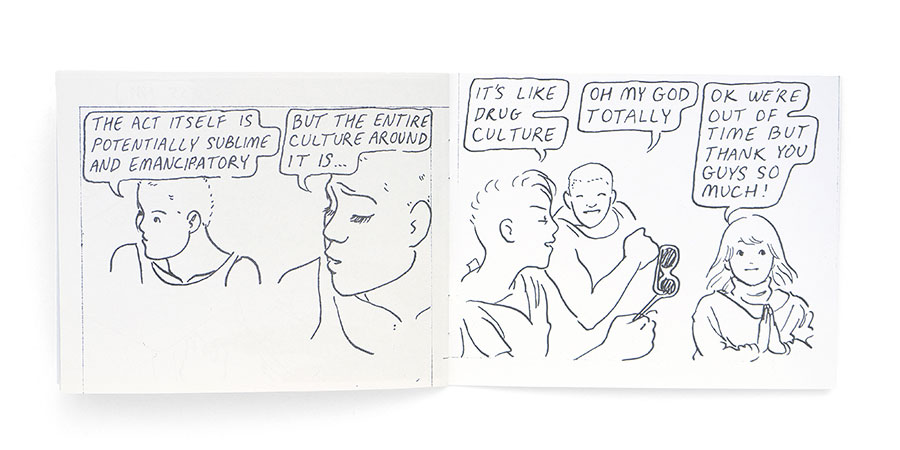 THE ACT ITSELF IS
POTENTIALLY SUBLIME
AND EMANCIPATORY
BUT THE ENTIRE
CULTURE AROUND
IT IS...
IT'S LIKE
DRUG
CULTURE
OH MY GOD
TOTALLY
OK WE'RE
OUT OF
TIME BUT
THANK YOU
GUYS SO
MUCH!